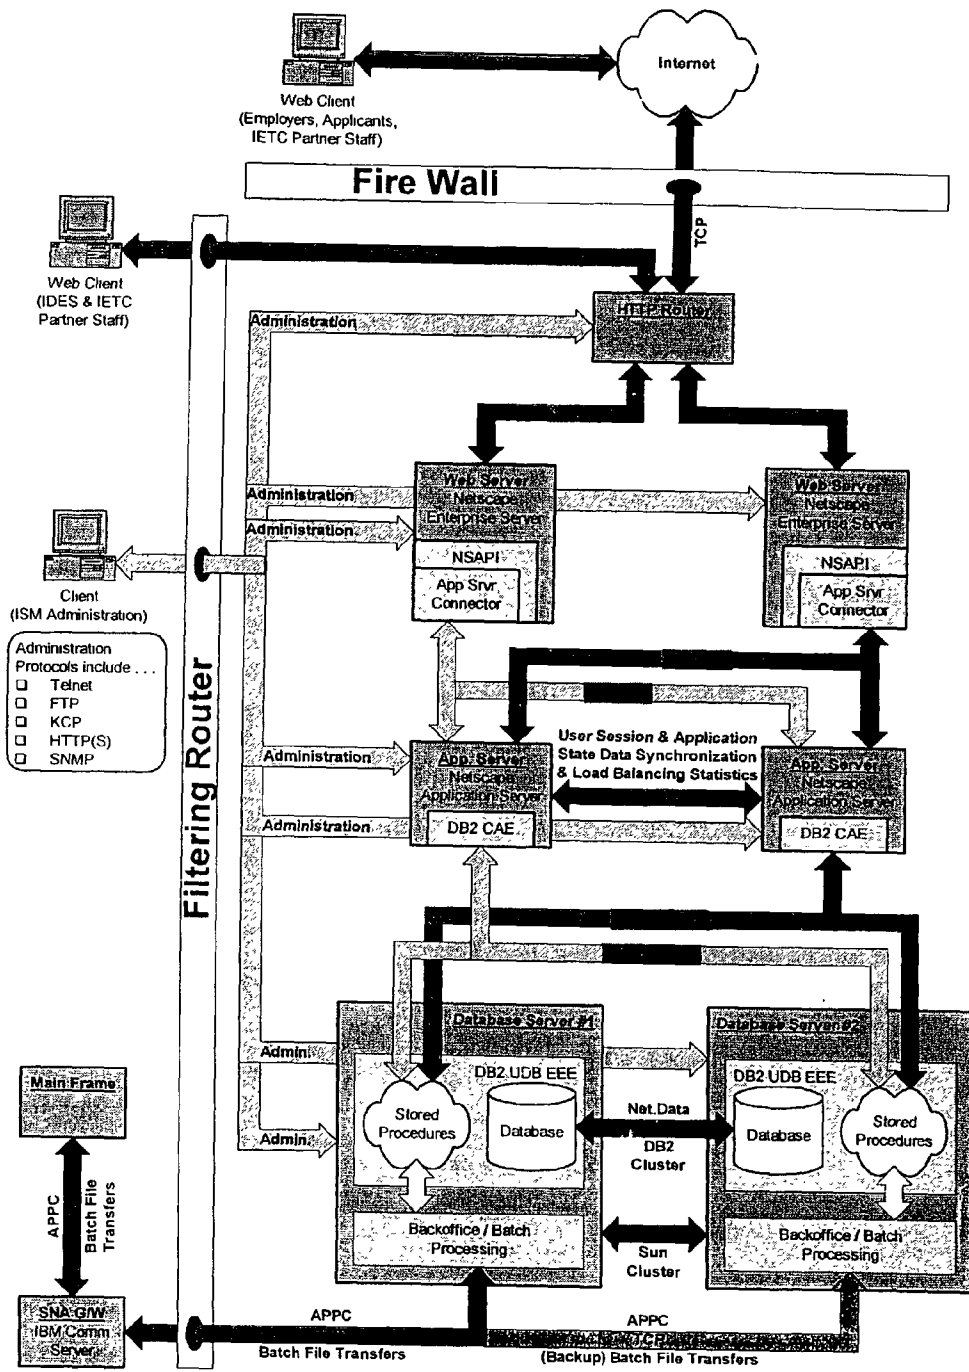 Internet
Web Client
(Employers, Applicants,
IETC Partner Staff)
Fire Wall
TCP
Web Client
(IDES & IETC
Partner Staff)
HTTP Router
Administration
Web Server
Netscape
Enterprise Server
NSAPI
App Srvr
Connector
Web Server
Netscape
Enterprise Server
NSAPI
App Srvr
Connector
Administration
Administration
Client
(ISM Administration)
Administration
Protocols include . . .
Telnet
FTP
KCP
HTTP(S)
SNMP
Filtering Router
User Session & Application
State Data Synchronization
& Load Balancing Statistics
Administration
App. Server
Netscape
Application Server
DB2 CAE
App. Server
Netscape
Application Server
DB2 CAE
Administration
Database Server #1
DB2 UDB EEE
Stored
Procedures
Database
Backoffice / Batch
Processing
Database Server #2
DB2 UDB EEE
Database
Stored
Procedures
Backoffice / Batch
Processing
Admin.
Admin.
Net.Data
DB2
Cluster
Sun
Cluster
Main Frame
APPC
Batch File
Transfers
SNA G/W
IBM Comm
Server
APPC
Batch File Transfers
APPC
(Backup) Batch File Transfers